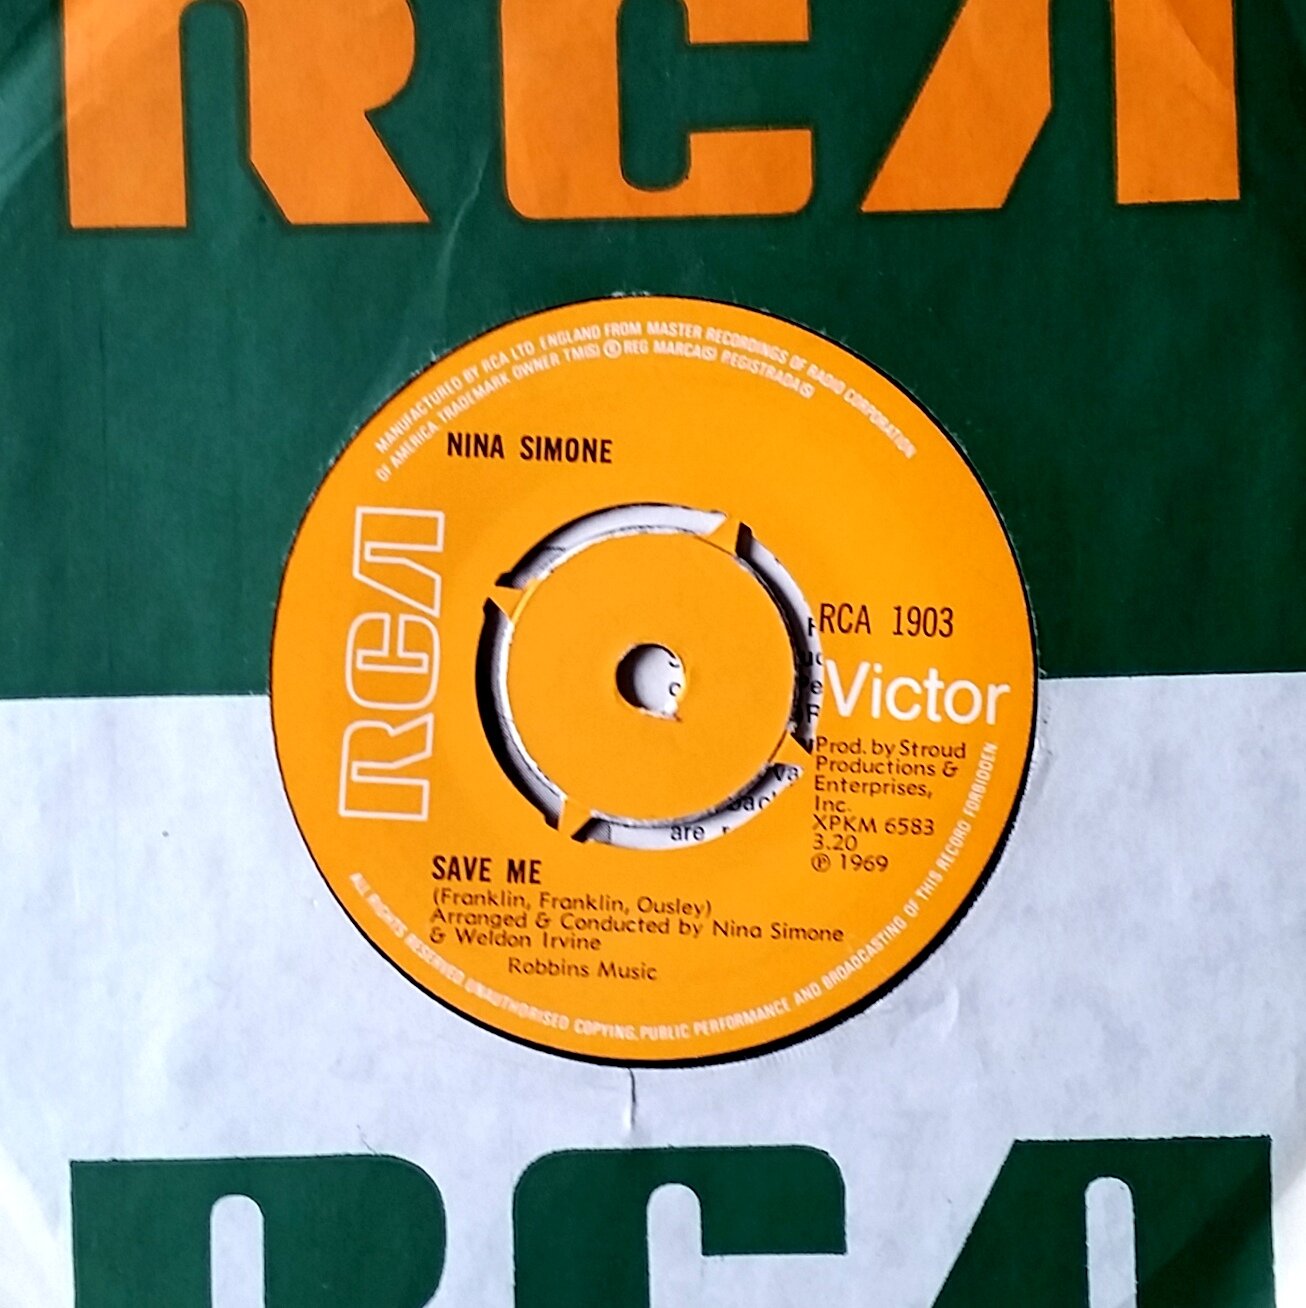 RCA
MANUFACTURED BY RCA LTD ENGLAND FROM MASTER RECORDINGS OF RADIO CORPORATION
OF AMERICA TRADEMARK OWNER TM(S) ® REG MARCA(S) REGISTRADA(S)
NINA SIMONE
RCA
RCA 1903
Victor
Prod. by Stroud
Productions &
Enterprises,
Inc.
XPKM 6583
3.20
℗ 1969
SAVE ME
(Franklin, Franklin, Ousley)
Arranged & Conducted by Nina Simone
& Weldon Irvine
Robbins Music
ALL RIGHTS RESERVED. UNAUTHORISED COPYING, PUBLIC PERFORMANCE AND BROADCASTING OF THIS RECORD FORBIDDEN
are
RCA